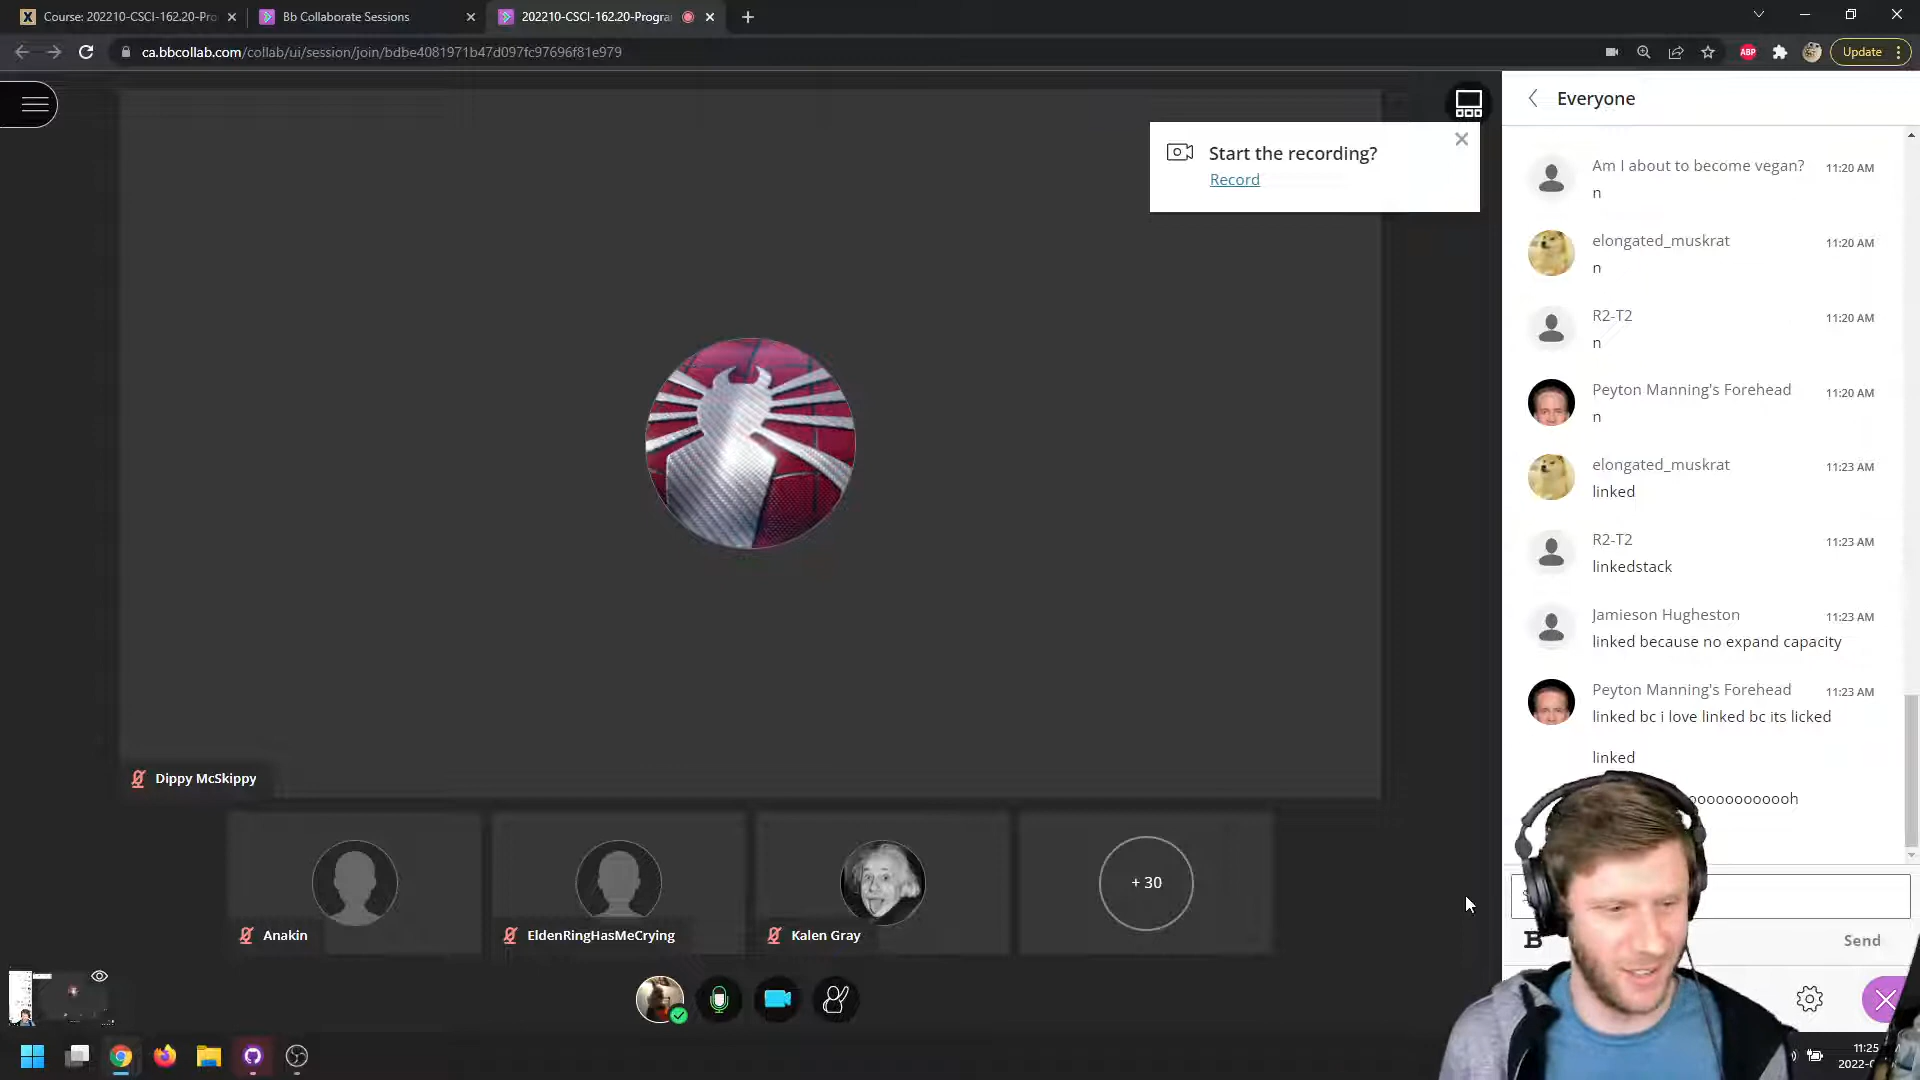 Course: 202210-CSCI-162.20-Pro
Bb Collaborate Sessions
202210-CSCI-162.20-Progra
ca.bbcollab.com/collab/ui/session/join/bdbe4081971b47d097fc97696f81e979
ABP
Update
Everyone
Start the recording?
Record
Am I about to become vegan? 11:20 AM
n
elongated_muskrat 11:20 AM
n
R2-T2 11:20 AM
n
Peyton Manning's Forehead 11:20 AM
n
elongated_muskrat 11:23 AM
linked
R2-T2 11:23 AM
linkedstack
Jamieson Hugheston 11:23 AM
linked because no expand capacity
Peyton Manning's Forehead 11:23 AM
linked bc i love linked bc its licked
linked
ooooooooooooh
Dippy McSkippy
Anakin
EldenRingHasMeCrying
Kalen Gray
+ 30
B
Send
11:25
2022-0